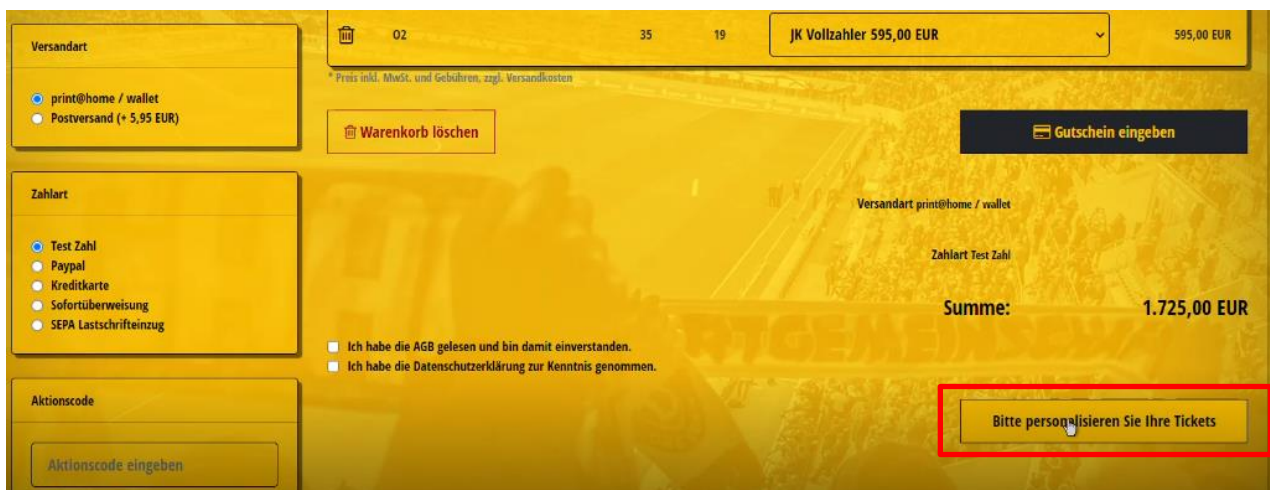 Versandart
print@home / wallet
Postversand (+ 5,95 EUR)
Zahlart
Test Zahl
Paypal
Kreditkarte
Sofortüberweisung
SEPA Lastschrifteinzug
Aktionscode
Aktionscode eingeben
O2 35 19 JK Vollzahler 595,00 EUR 595,00 EUR
* Preis inkl. MwSt. und Gebühren, zzgl. Versandkosten
Warenkorb löschen
Gutschein eingeben
Versandart print@home / wallet
Zahlart Test Zahl
Summe: 1.725,00 EUR
Ich habe die AGB gelesen und bin damit einverstanden.
Ich habe die Datenschutzerklärung zur Kenntnis genommen.
Bitte personalisieren Sie Ihre Tickets